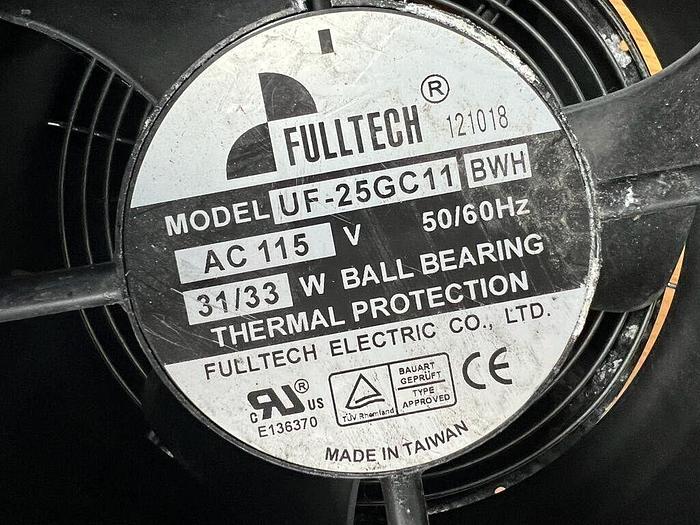 FULLTECH ® 121018
MODEL UF-25GC11 BWH
AC 115 V 50/60Hz
31/33 W BALL BEARING
THERMAL PROTECTION
FULLTECH ELECTRIC CO., LTD.
c RU ® US
E136370
TÜV Rheinland
BAUART
GEPRÜFT
TYPE
APPROVED
CE
MADE IN TAIWAN